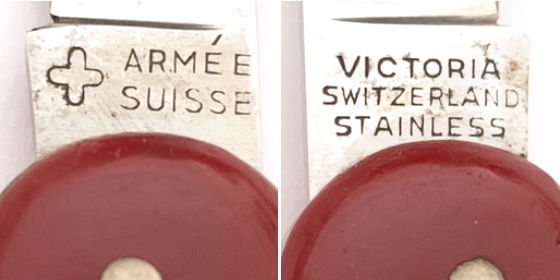 ARMÉE
SUISSE
VICTORIA
SWITZERLAND
STAINLESS